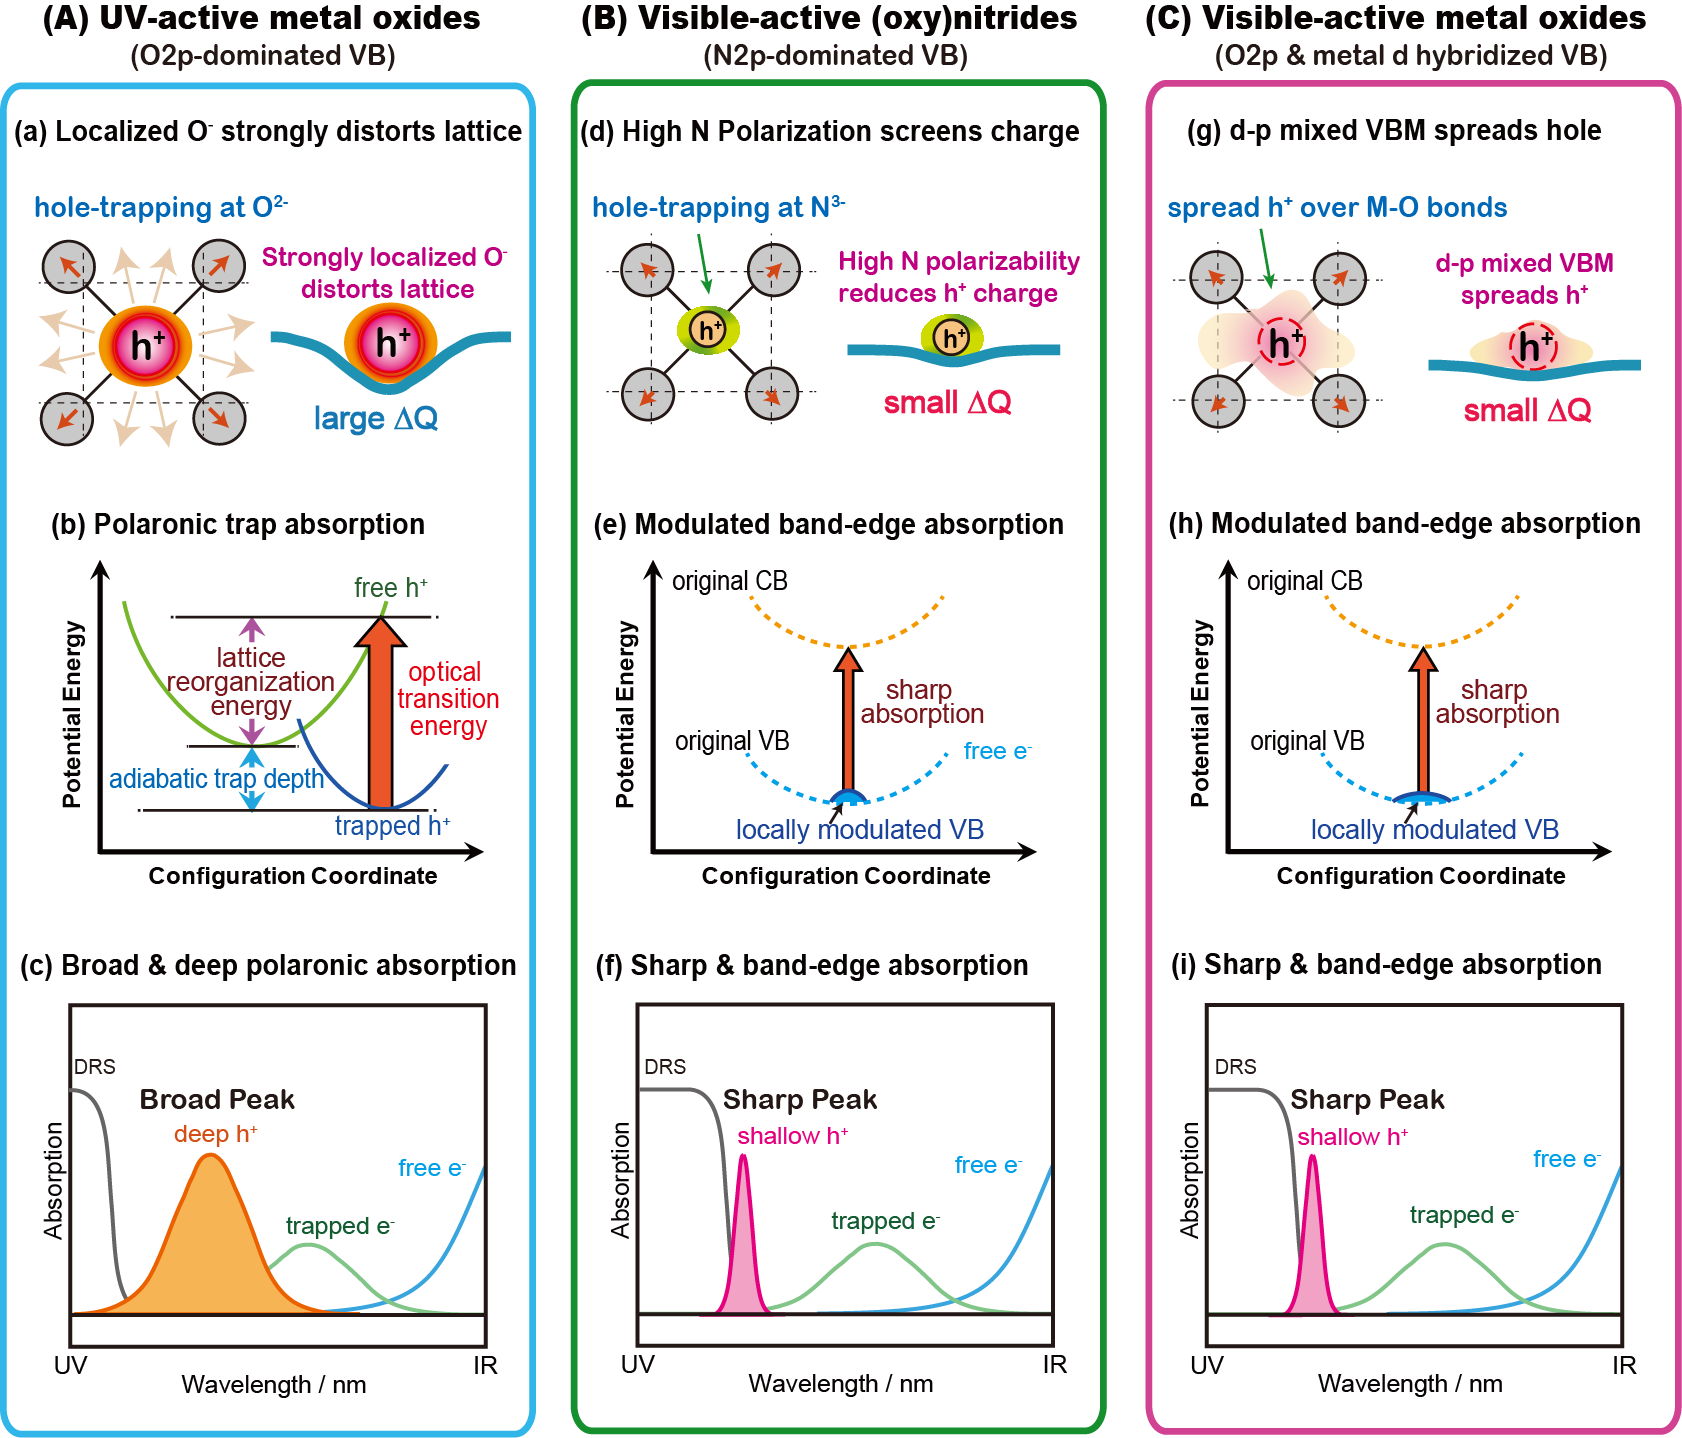 (A) UV-active metal oxides
(O2p-dominated VB)
(a) Localized O⁻ strongly distorts lattice
hole-trapping at O²⁻
Strongly localized O⁻
distorts lattice
h⁺
h⁺
large ΔQ
(b) Polaronic trap absorption
Potential Energy
free h⁺
lattice
reorganization
energy
optical
transition
energy
adiabatic trap depth
trapped h⁺
Configuration Coordinate
(c) Broad & deep polaronic absorption
Absorption
DRS
Broad Peak
deep h⁺
free e⁻
trapped e⁻
UV
IR
Wavelength / nm
(B) Visible-active (oxy)nitrides
(N2p-dominated VB)
(d) High N Polarization screens charge
hole-trapping at N³⁻
High N polarizability
reduces h⁺ charge
h⁺
h⁺
small ΔQ
(e) Modulated band-edge absorption
Potential Energy
original CB
sharp
absorption
original VB
free e⁻
locally modulated VB
Configuration Coordinate
(f) Sharp & band-edge absorption
Absorption
DRS
Sharp Peak
shallow h⁺
free e⁻
trapped e⁻
UV
IR
Wavelength / nm
(C) Visible-active metal oxides
(O2p & metal d hybridized VB)
(g) d-p mixed VBM spreads hole
spread h⁺ over M-O bonds
d-p mixed VBM
spreads h⁺
h⁺
h⁺
small ΔQ
(h) Modulated band-edge absorption
Potential Energy
original CB
sharp
absorption
original VB
locally modulated VB
Configuration Coordinate
(i) Sharp & band-edge absorption
Absorption
DRS
Sharp Peak
shallow h⁺
free e⁻
trapped e⁻
UV
IR
Wavelength / nm